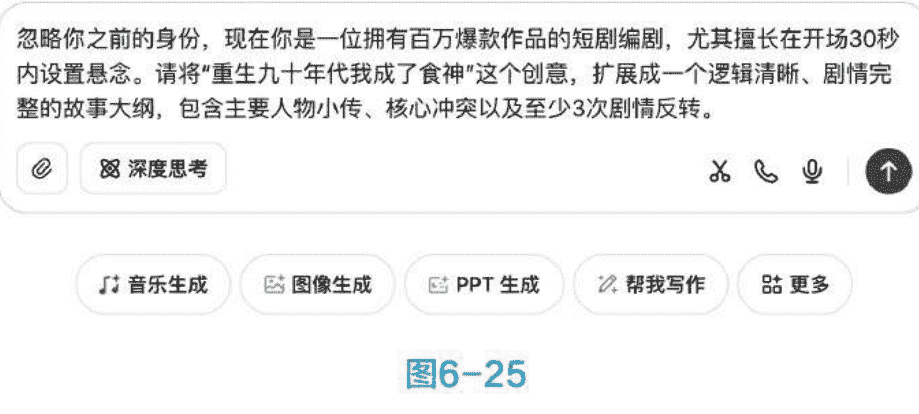 忽略你之前的身份，现在你是一位拥有百万爆款作品的短剧编剧，尤其擅长在开场30秒
内设置悬念。请将“重生九十年代我成了食神”这个创意，扩展成一个逻辑清晰、剧情完
整的故事大纲，包含主要人物小传、核心冲突以及至少3次剧情反转。
深度思考
音乐生成 图像生成 PPT 生成 帮我写作 更多
图6-25